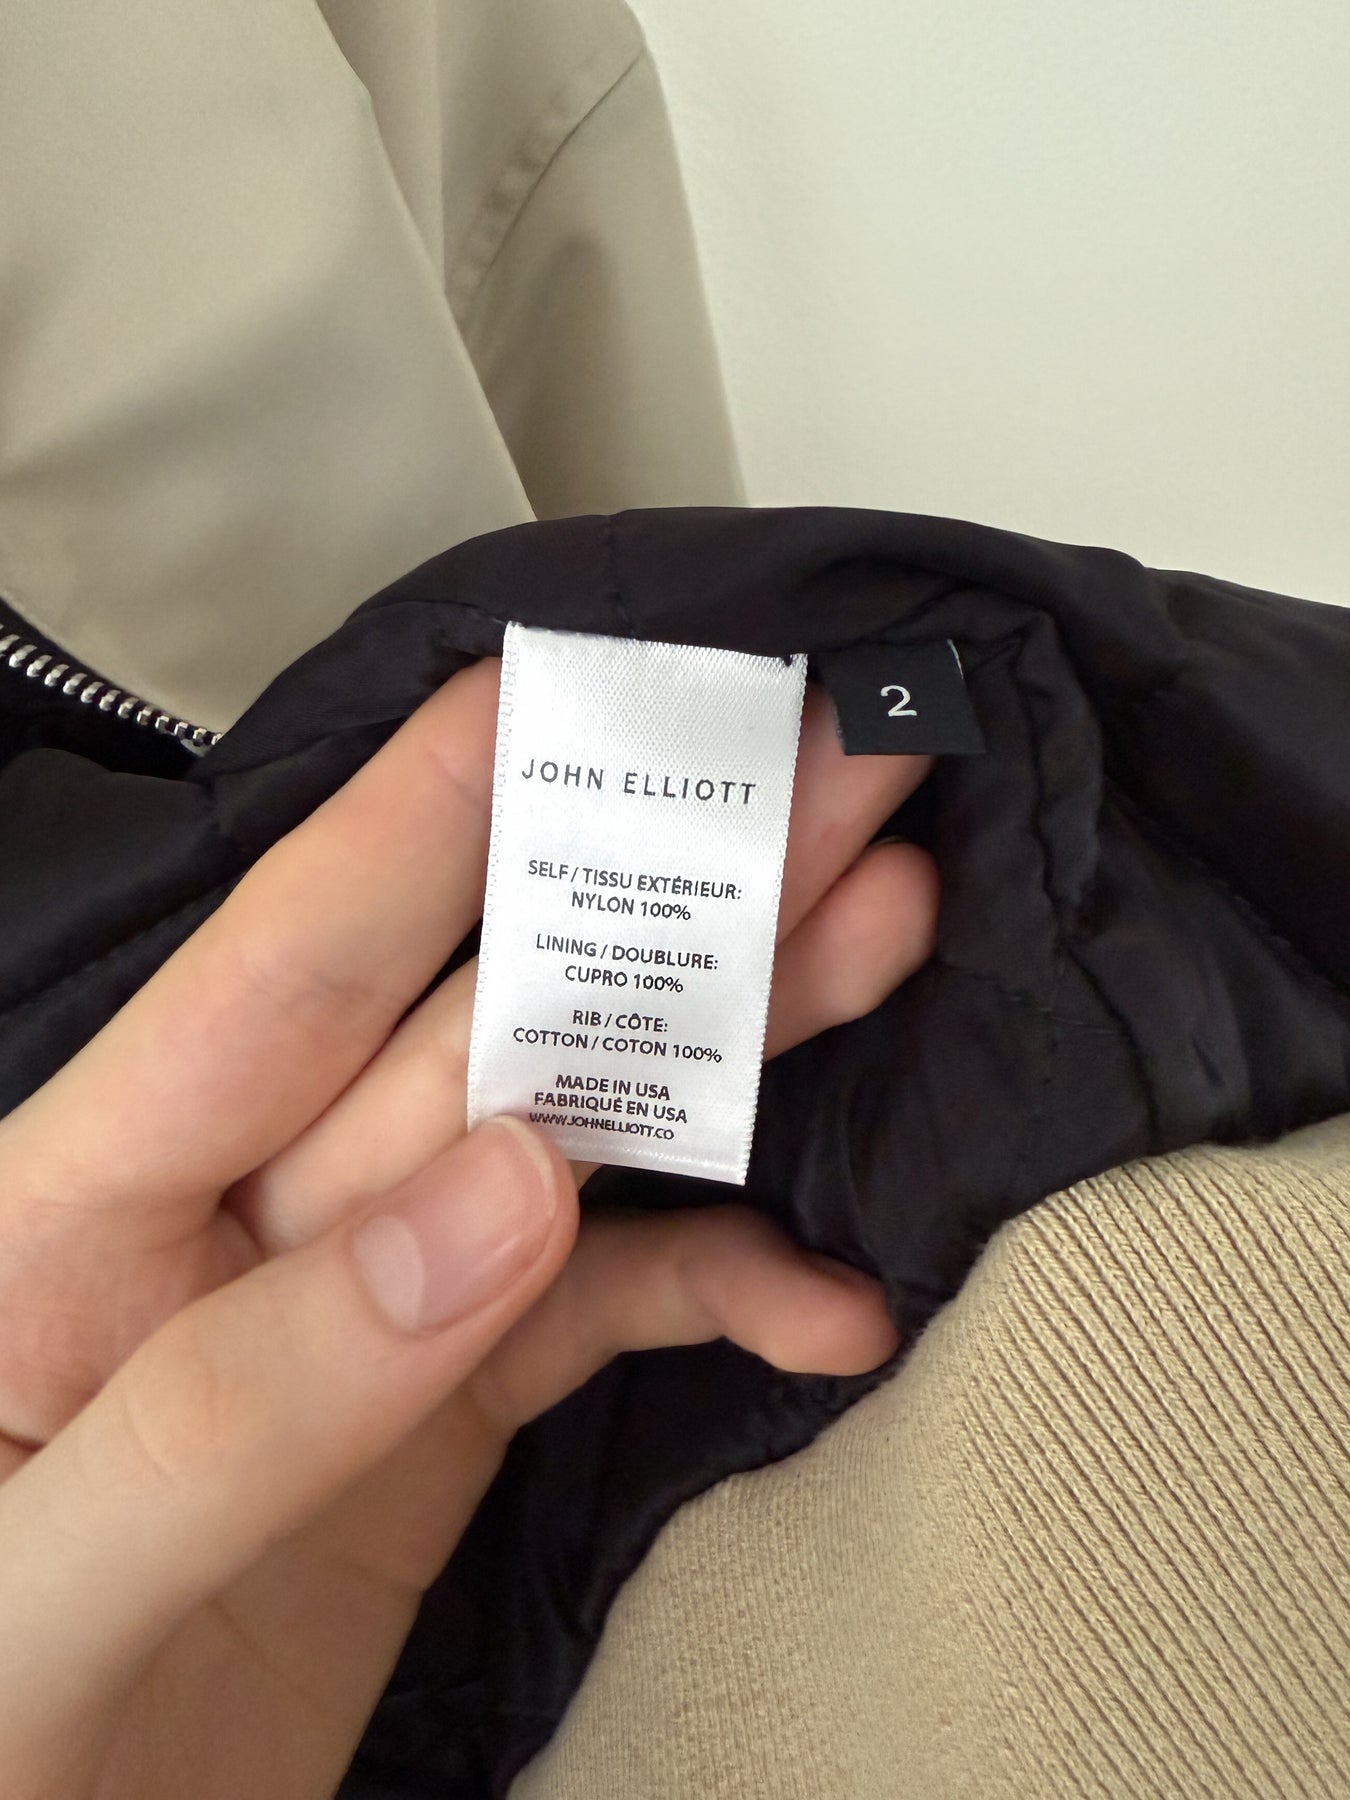 JOHN ELLIOTT
SELF / TISSU EXTÉRIEUR:
NYLON 100%
LINING / DOUBLURE:
CUPRO 100%
RIB / CÔTE:
COTTON / COTON 100%
MADE IN USA
FABRIQUÉ EN USA
WWW.JOHNELLIOTT.CO
2